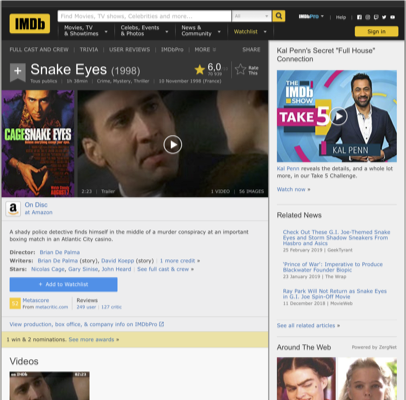 IMDb
Find Movies, TV shows, Celebrities and more...
All
IMDbPro
Help
Movies, TV
& Showtimes
Celebs, Events
& Photos
News &
Community
Watchlist
Sign in
FULL CAST AND CREW
TRIVIA
USER REVIEWS
IMDbPro
MORE
SHARE
+
Snake Eyes (1998)
6,0
Rate
This
Tous publics
1h 38min
Crime, Mystery, Thriller
18 November 1998 (France)
CAGE SNAKE EYES
2:23
Trailer
1 VIDEO
56 IMAGES
a
On Disc
at Amazon
A shady police detective finds himself in the middle of a murder conspiracy at an important
boxing match in an Atlantic City casino.
Director: Brian De Palma
Writers: Brian De Palma (story), David Koepp (story) | 1 more credit »
Stars: Nicolas Cage, Gary Sinise, John Heard | See full cast & crew »
+ Add to Watchlist
Metascore
From metacritic.com
Reviews
249 user
127 critic
View production, box office, & company info on IMDbPro
1 win & 2 nominations. See more awards »
Videos
Kal Penn's Secret "Full House"
Connection
THE
IMDb
SHOW
TAKE 5
KAL PENN
Kal Penn reveals the details, and a whole lot
more, in our Take 5 Challenge.
Watch now »
Related News
Check Out These G.I. Joe-Themed Snake
Eyes and Storm Shadow Sneakers From
Hasbro and Asics
25 February 2019 | GeekTyrant
'Prince of War': Imperative to Produce
Blackwater Founder Biopic
23 January 2019 | The Wrap
Ray Park Will Not Return as Snake Eyes
in G.I. Joe Spin-Off Movie
11 December 2018 | MovieWeb
See all related articles »
Around The Web
Powered by ZergNet